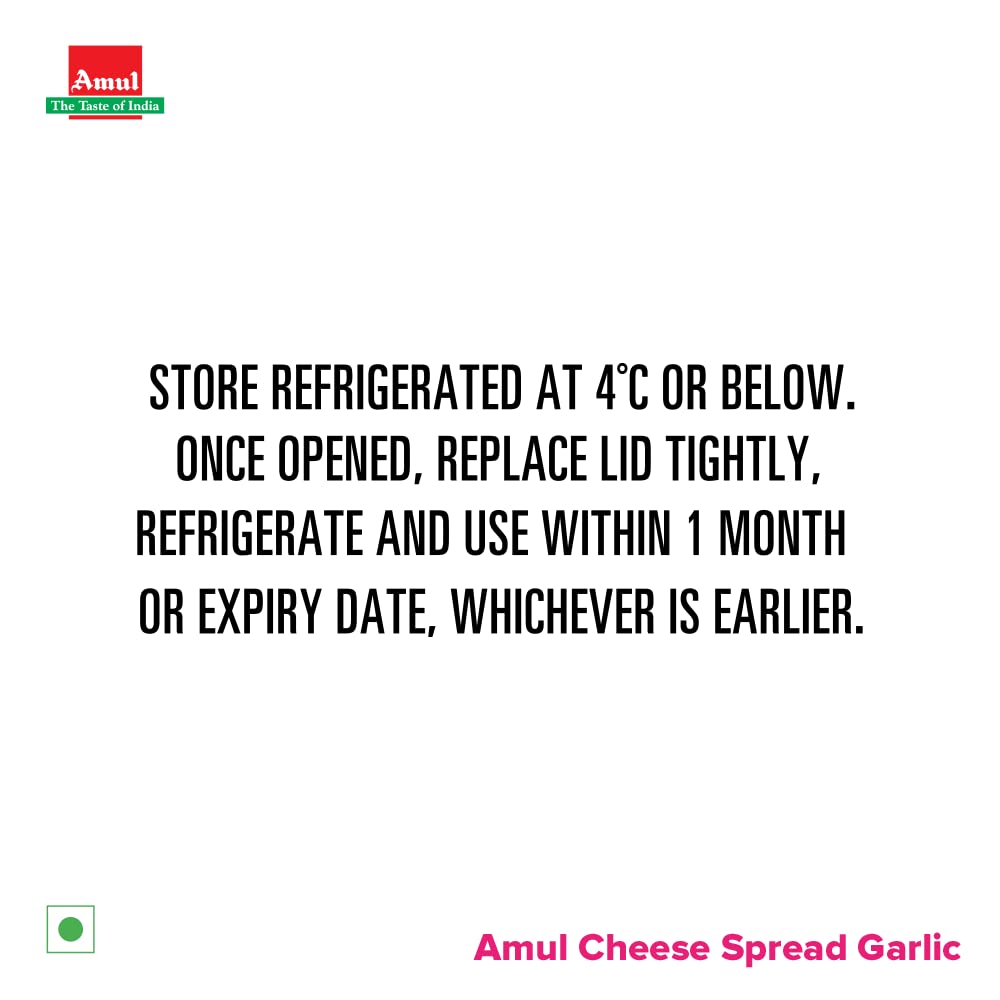 Amul
The Taste of India
STORE REFRIGERATED AT 4°C OR BELOW.
ONCE OPENED, REPLACE LID TIGHTLY,
REFRIGERATE AND USE WITHIN 1 MONTH
OR EXPIRY DATE, WHICHEVER IS EARLIER.
Amul Cheese Spread Garlic